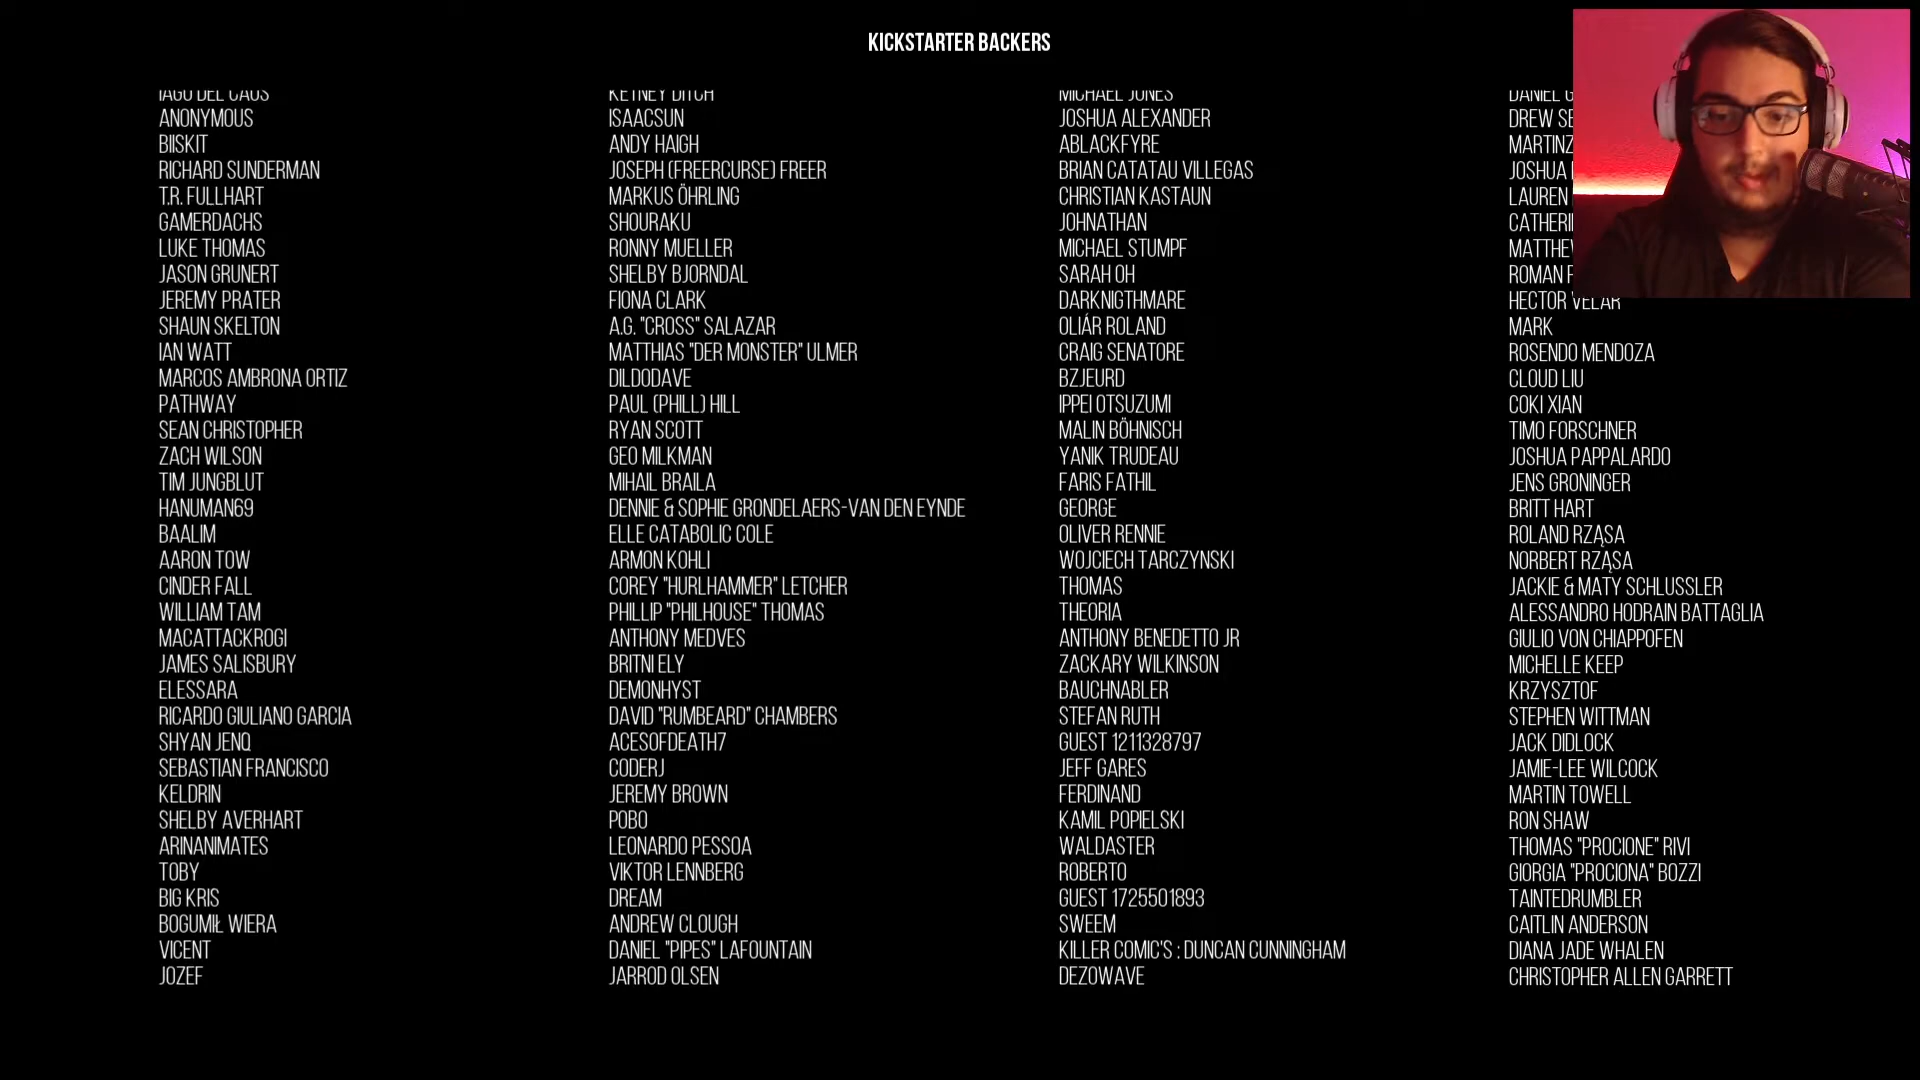 KICKSTARTER BACKERS
IAGO DEL CAOS
ANONYMOUS
BIISKIT
RICHARD SUNDERMAN
T.R. FULLHART
GAMERDACHS
LUKE THOMAS
JASON GRUNERT
JEREMY PRATER
SHAUN SKELTON
IAN WATT
MARCOS AMBRONA ORTIZ
PATHWAY
SEAN CHRISTOPHER
ZACH WILSON
TIM JUNGBLUT
HANUMAN69
BAALIM
AARON TOW
CINDER FALL
WILLIAM TAM
MACATTACKROGI
JAMES SALISBURY
ELESSARA
RICARDO GIULIANO GARCIA
SHYAN JENQ
SEBASTIAN FRANCISCO
KELDRIN
SHELBY AVERHART
ARINANIMATES
TOBY
BIG KRIS
BOGUMIŁ WIERA
VICENT
JOZEF
DITCH
ISAACSUN
ANDY HAIGH
JOSEPH (FREERCURSE) FREER
MARKUS ÖHRLING
SHOURAKU
RONNY MUELLER
SHELBY BJORNDAL
FIONA CLARK
A.G. "CROSS" SALAZAR
MATTHIAS "DER MONSTER" ULMER
DILDODAVE
PAUL (PHILL) HILL
RYAN SCOTT
GEO MILKMAN
MIHAIL BRAILA
DENNIE & SOPHIE GRONDELAERS-VAN DEN EYNDE
ELLE CATABOLIC COLE
ARMON KOHLI
COREY "HURLHAMMER" LETCHER
PHILLIP "PHILHOUSE" THOMAS
ANTHONY MEDVES
BRITNI ELY
DEMONHYST
DAVID "RUMBEARD" CHAMBERS
ACESOFDEATH7
CODERJ
JEREMY BROWN
POBO
LEONARDO PESSOA
VIKTOR LENNBERG
DREAM
ANDREW CLOUGH
DANIEL "PIPES" LAFOUNTAIN
JARROD OLSEN
MICHAEL JONES
JOSHUA ALEXANDER
ABLACKFYRE
BRIAN CATATAU VILLEGAS
CHRISTIAN KASTAUN
JOHNATHAN
MICHAEL STUMPF
SARAH OH
DARKNIGTHMARE
OLIÁR ROLAND
CRAIG SENATORE
BZJEURD
IPPEI OTSUZUMI
MALIN BÖHNISCH
YANIK TRUDEAU
FARIS FATHIL
GEORGE
OLIVER RENNIE
WOJCIECH TARCZYNSKI
THOMAS
THEORIA
ANTHONY BENEDETTO JR
ZACKARY WILKINSON
BAUCHNABLER
STEFAN RUTH
GUEST 1211328797
JEFF GARES
FERDINAND
KAMIL POPIELSKI
WALDASTER
ROBERTO
GUEST 1725501893
SWEEM
KILLER COMIC'S : DUNCAN CUNNINGHAM
DEZOWAVE
DANIEL
DREW
JOSHUA
LAUREN
ROMAN
HECTOR VELAR
MARK
ROSENDO MENDOZA
CLOUD LIU
COKI XIAN
TIMO FORSCHNER
JOSHUA PAPPALARDO
JENS GRONINGER
BRITT HART
ROLAND RZĄSA
NORBERT RZĄSA
JACKIE & MATY SCHLUSSLER
ALESSANDRO HODRAIN BATTAGLIA
GIULIO VON CHIAPPOFEN
MICHELLE KEEP
KRZYSZTOF
STEPHEN WITTMAN
JACK DIDLOCK
JAMIE-LEE WILCOCK
MARTIN TOWELL
RON SHAW
THOMAS "PROCIONE" RIVI
GIORGIA "PROCIONA" BOZZI
TAINTEDRUMBLER
CAITLIN ANDERSON
DIANA JADE WHALEN
CHRISTOPHER ALLEN GARRETT